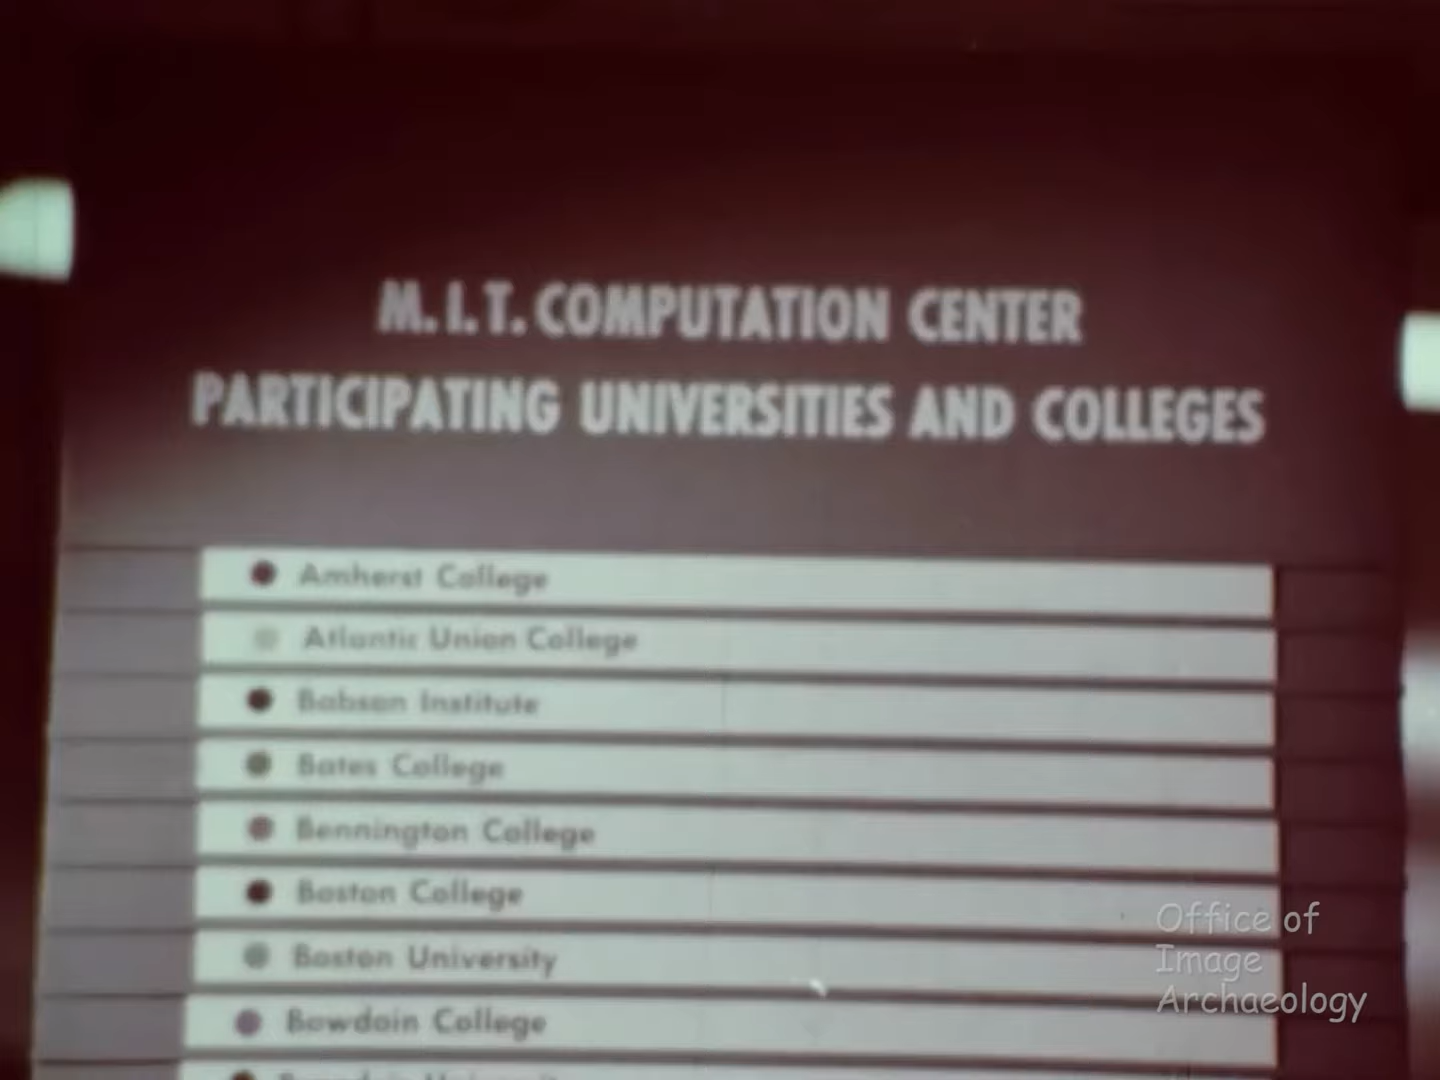 M.I.T. COMPUTATION CENTER
PARTICIPATING UNIVERSITIES AND COLLEGES
Amherst College
Atlantic Union College
Babson Institute
Bates College
Bennington College
Boston College
Boston University
Bowdoin College
Office of
Image
Archaeology